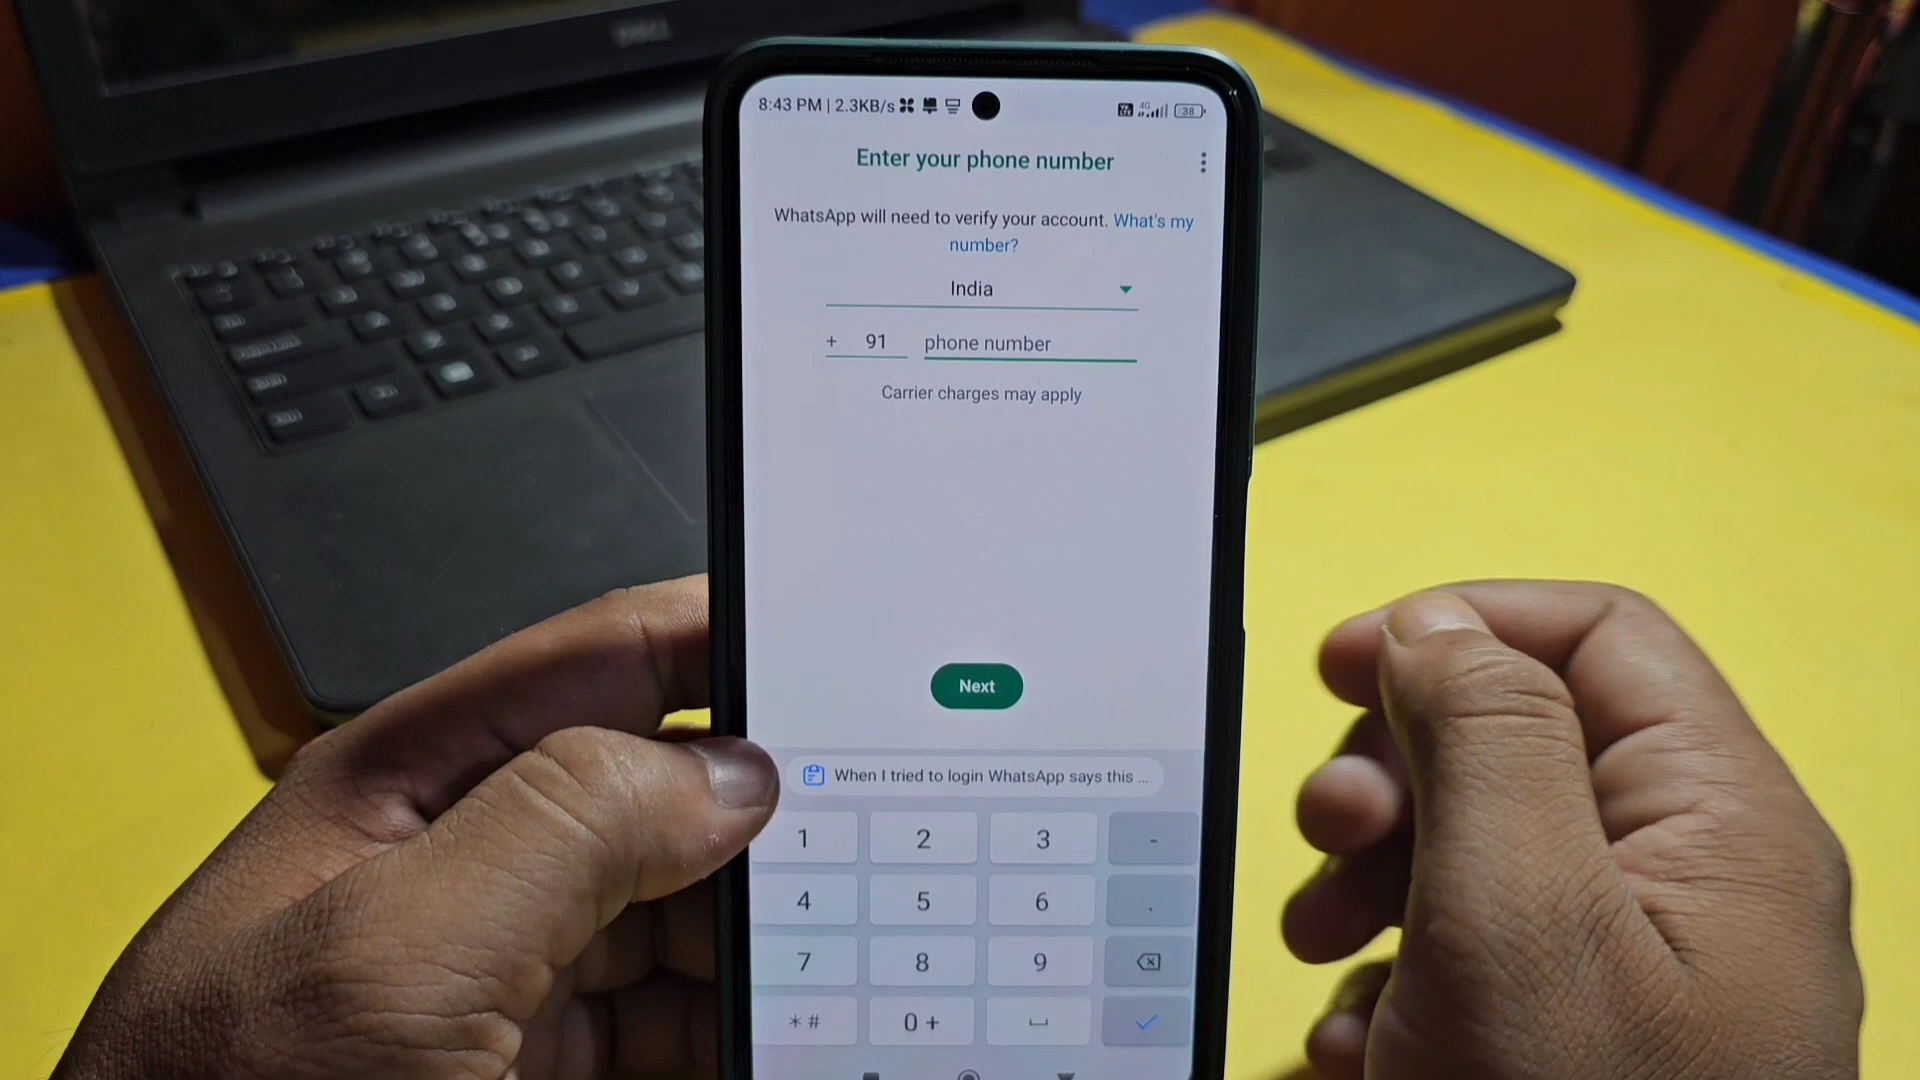 DELL
8:43 PM | 2.3KB/s 4G 38
Enter your phone number
WhatsApp will need to verify your account. What's my
number?
India
+ 91 phone number
Carrier charges may apply
Next
When I tried to login WhatsApp says this ...
1 2 3 -
4 5 6 .
7 8 9
*# 0 +